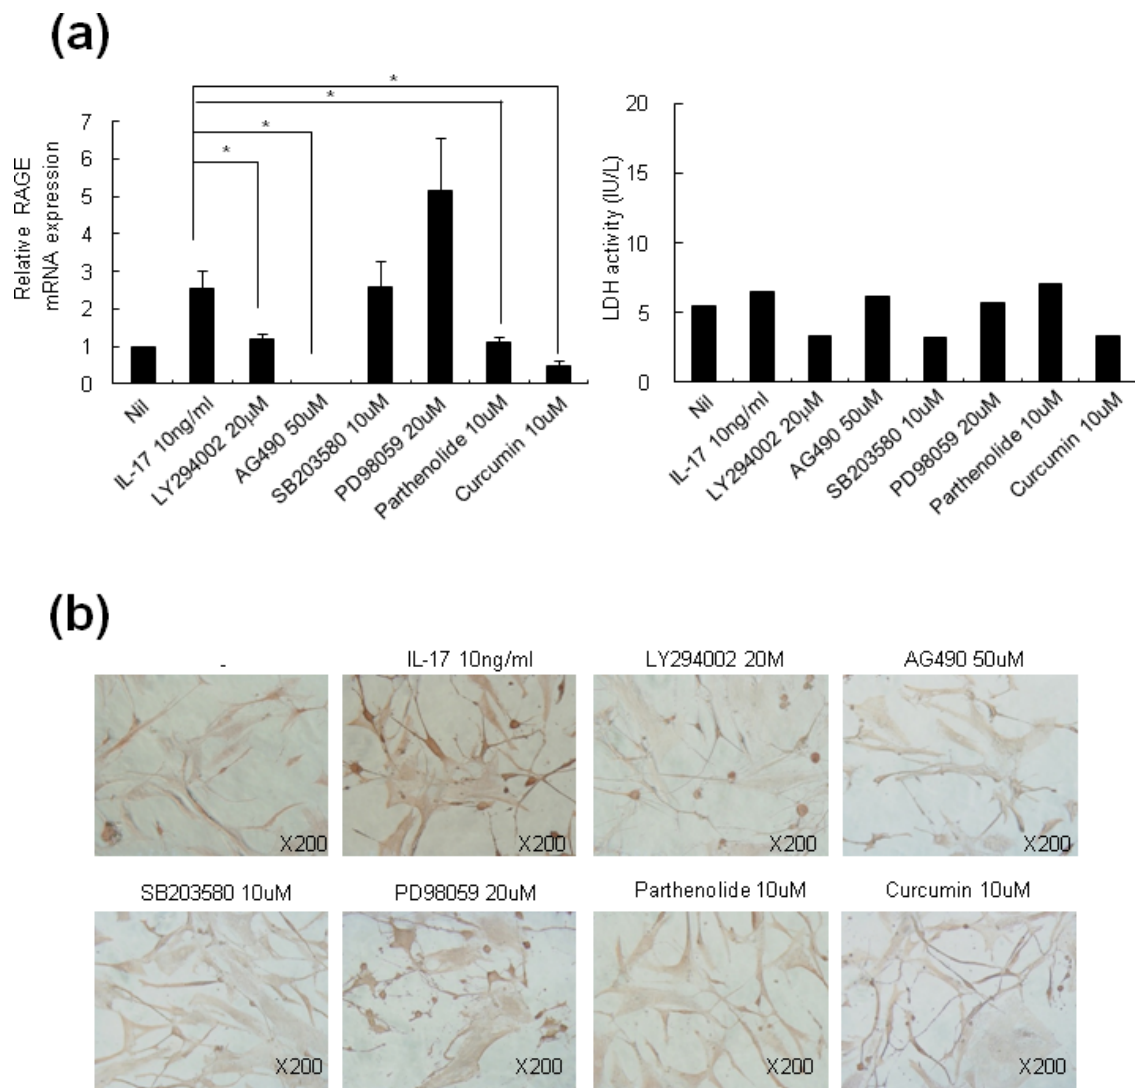 (a)
Relative RAGE
mRNA expression
7
6
5
4
3
2
1
0
*
*
*
*
Nil
IL-17 10ng/ml
LY294002 20μM
AG490 50uM
SB203580 10uM
PD98059 20uM
Parthenolide 10uM
Curcumin 10uM
LDH activity (IU/L)
20
15
10
5
0
Nil
IL-17 10ng/ml
LY294002 20μM
AG490 50uM
SB203580 10uM
PD98059 20uM
Parthenolide 10uM
Curcumin 10uM
(b)
- IL-17 10ng/ml LY294002 20M AG490 50uM
X200 X200 X200 X200
SB203580 10uM PD98059 20uM Parthenolide 10uM Curcumin 10uM
X200 X200 X200 X200